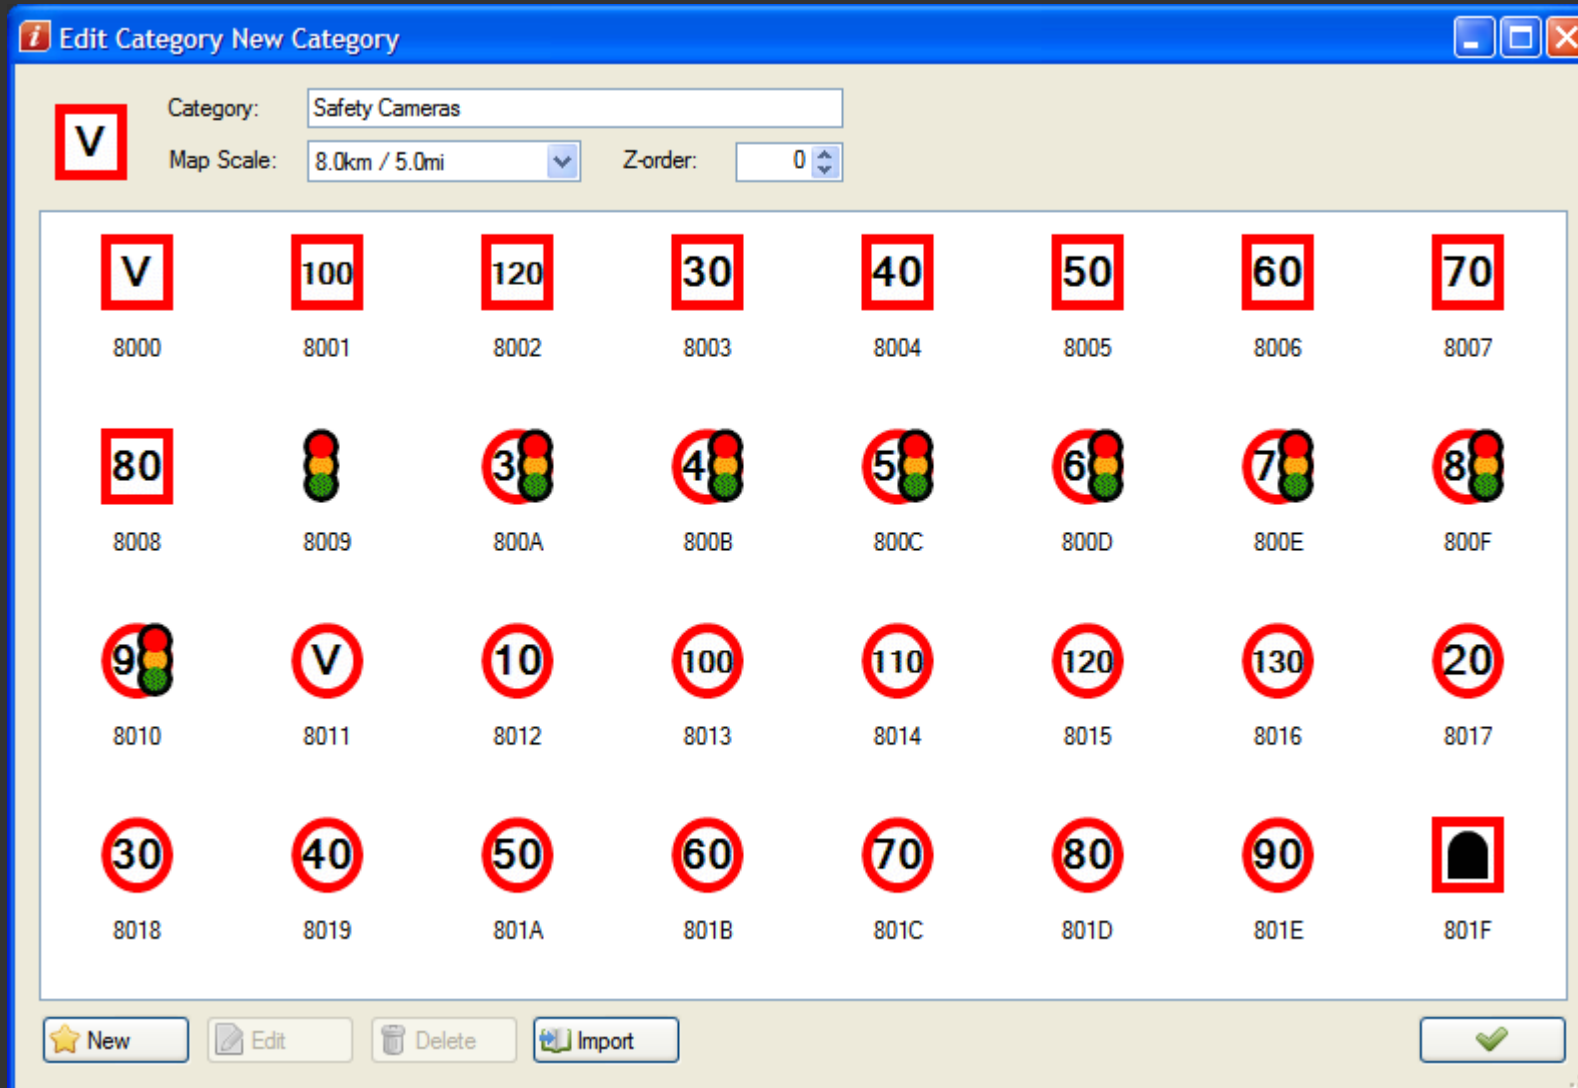 Edit Category New Category
Category: Safety Cameras
V
Map Scale: 8.0km / 5.0mi Z-order: 0
V 100 120 30 40 50 60 70
8000 8001 8002 8003 8004 8005 8006 8007
80 3 4 5 6 7 8
8008 8009 800A 800B 800C 800D 800E 800F
9 V 10 100 110 120 130 20
8010 8011 8012 8013 8014 8015 8016 8017
30 40 50 60 70 80 90
8018 8019 801A 801B 801C 801D 801E 801F
New Edit Delete Import